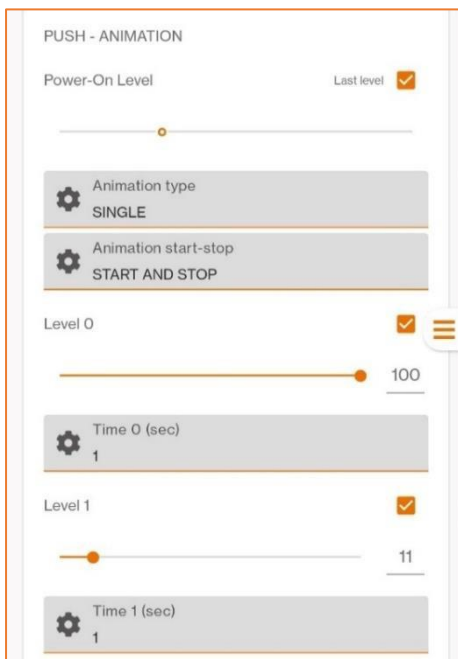 PUSH - ANIMATION
Power-On Level Last level
Animation type
SINGLE
Animation start-stop
START AND STOP
Level 0
100
Time 0 (sec)
1
Level 1
11
Time 1 (sec)
1